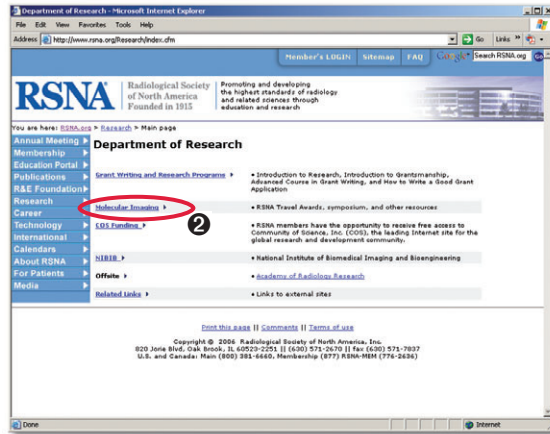 Department of Research - Microsoft Internet Explorer
File Edit View Favorites Tools Help
Address http://www.rsna.org/Research/index.cfm Go Links »
Member's LOGIN Sitemap FAQ Search RSNA.org Go
RSNA
Radiological Society
of North America
Founded in 1915
Promoting and developing
the highest standards of radiology
and related sciences through
education and research
You are here: RSNA.org > Research > Main page
Annual Meeting
Membership
Education Portal
Publications
R&E Foundation
Research
Career
Technology
International
Calendars
About RSNA
For Patients
Media
Department of Research
Grant Writing and Research Programs
• Introduction to Research, Introduction to Grantsmanship,
Advanced Course in Grant Writing, and How to Write a Good Grant
Application
Molecular Imaging
• RSNA Travel Awards, symposium, and other resources
2
COS Funding
• RSNA members have the opportunity to receive free access to
Community of Science, Inc. (COS), the leading Internet site for the
global research and development community.
NIBIB
• National Institute of Biomedical Imaging and Bioengineering
Offsite
• Academy of Radiology Research
Related Links
• Links to external sites
Print this page || Comments || Terms of use
Copyright © 2006 Radiological Society of North America, Inc.
820 Jorie Blvd, Oak Brook, IL 60523-2251 || (630) 571-2670 || fax (630) 571-7837
U.S. and Canada: Main (800) 381-6660, Membership (877) RSNA-MEM (776-2636)
Done Internet